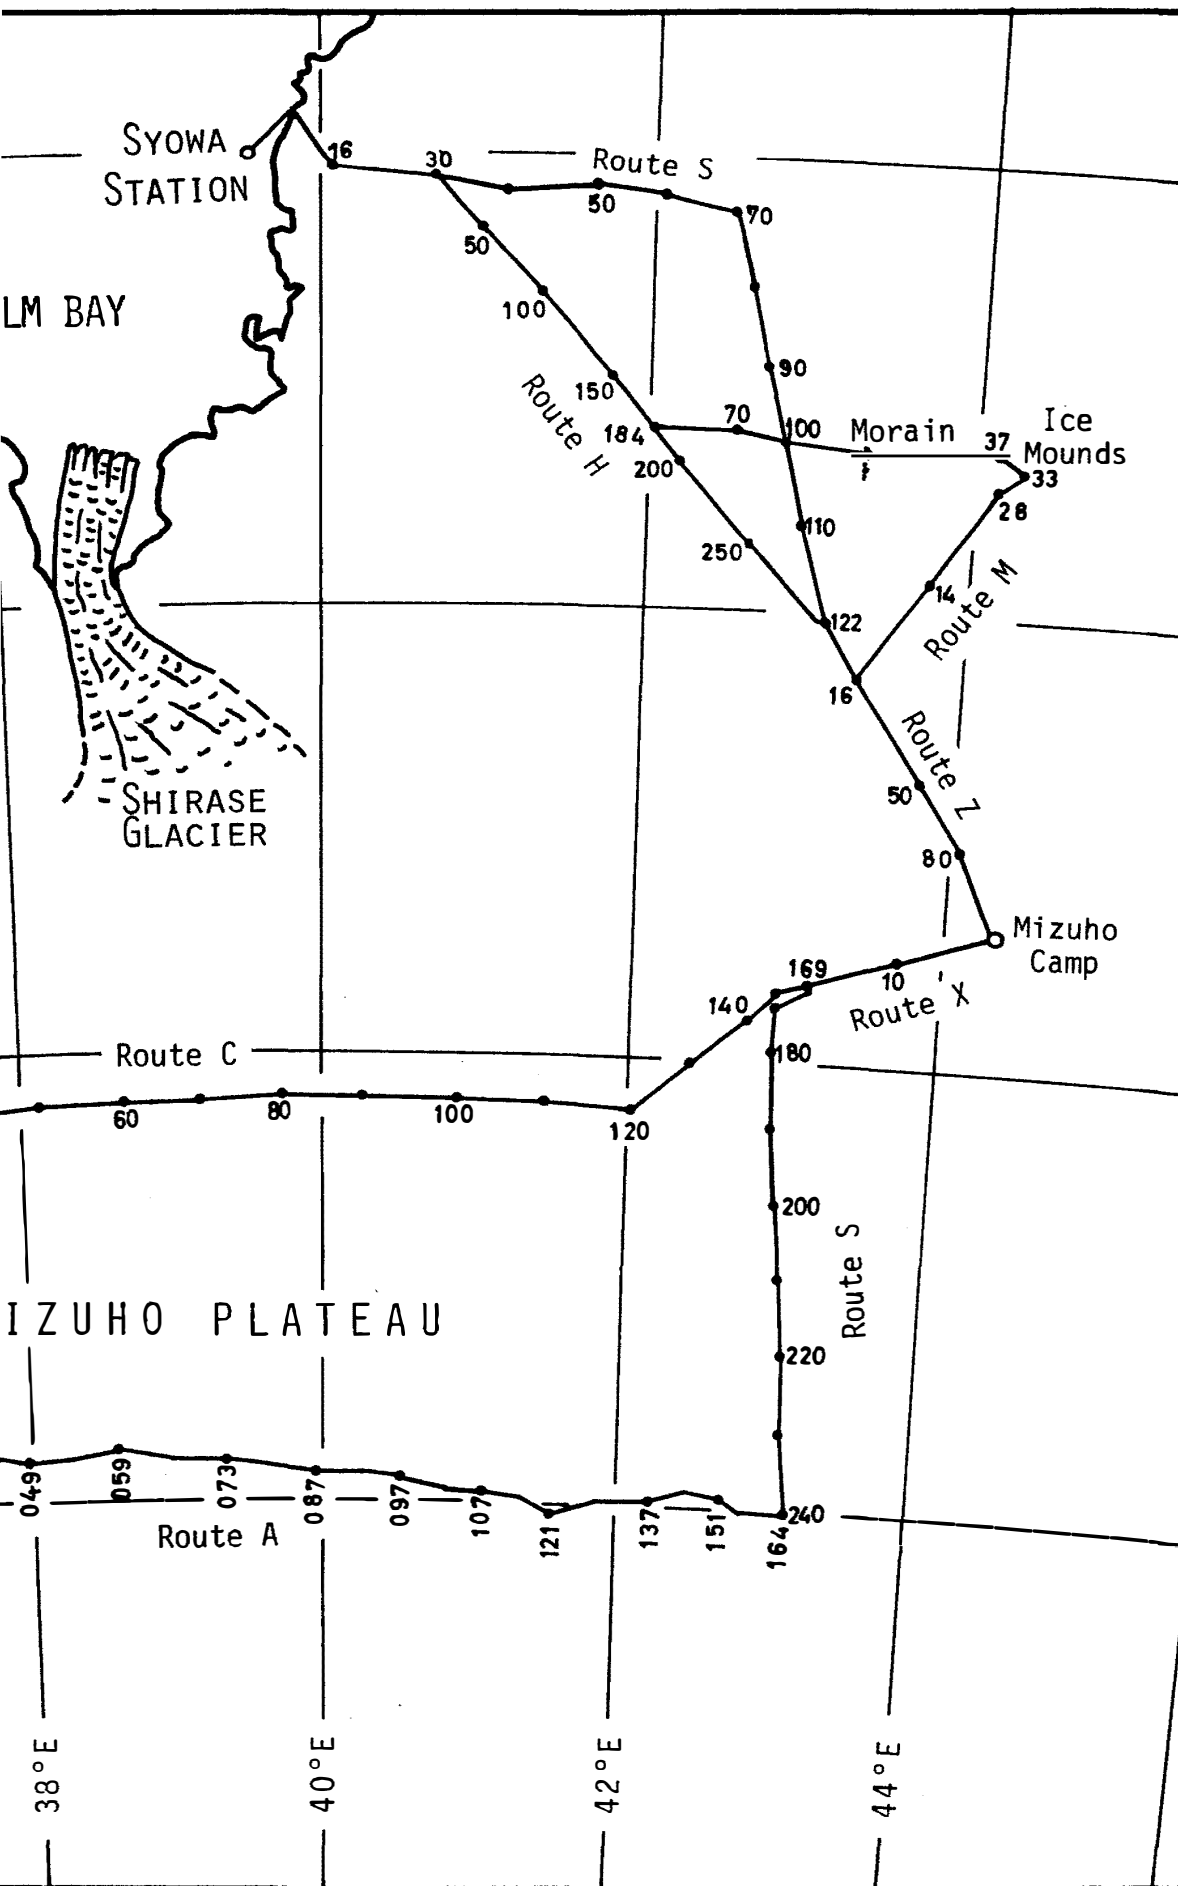 SYOWA
STATION
16
30
Route S
50
70
50
LM BAY
100
90
150
Route H
184
70
100
Morain
37
Ice
Mounds
33
200
28
110
250
14
Route M
122
16
Route Z
50
SHIRASE
GLACIER
80
Mizuho
Camp
169
10
Route X
140
Route C
180
60
80
100
120
200
Route S
IZUHO PLATEAU
220
049
059
073
087
097
107
121
137
151
164
240
Route A
38°E
40°E
42°E
44°E